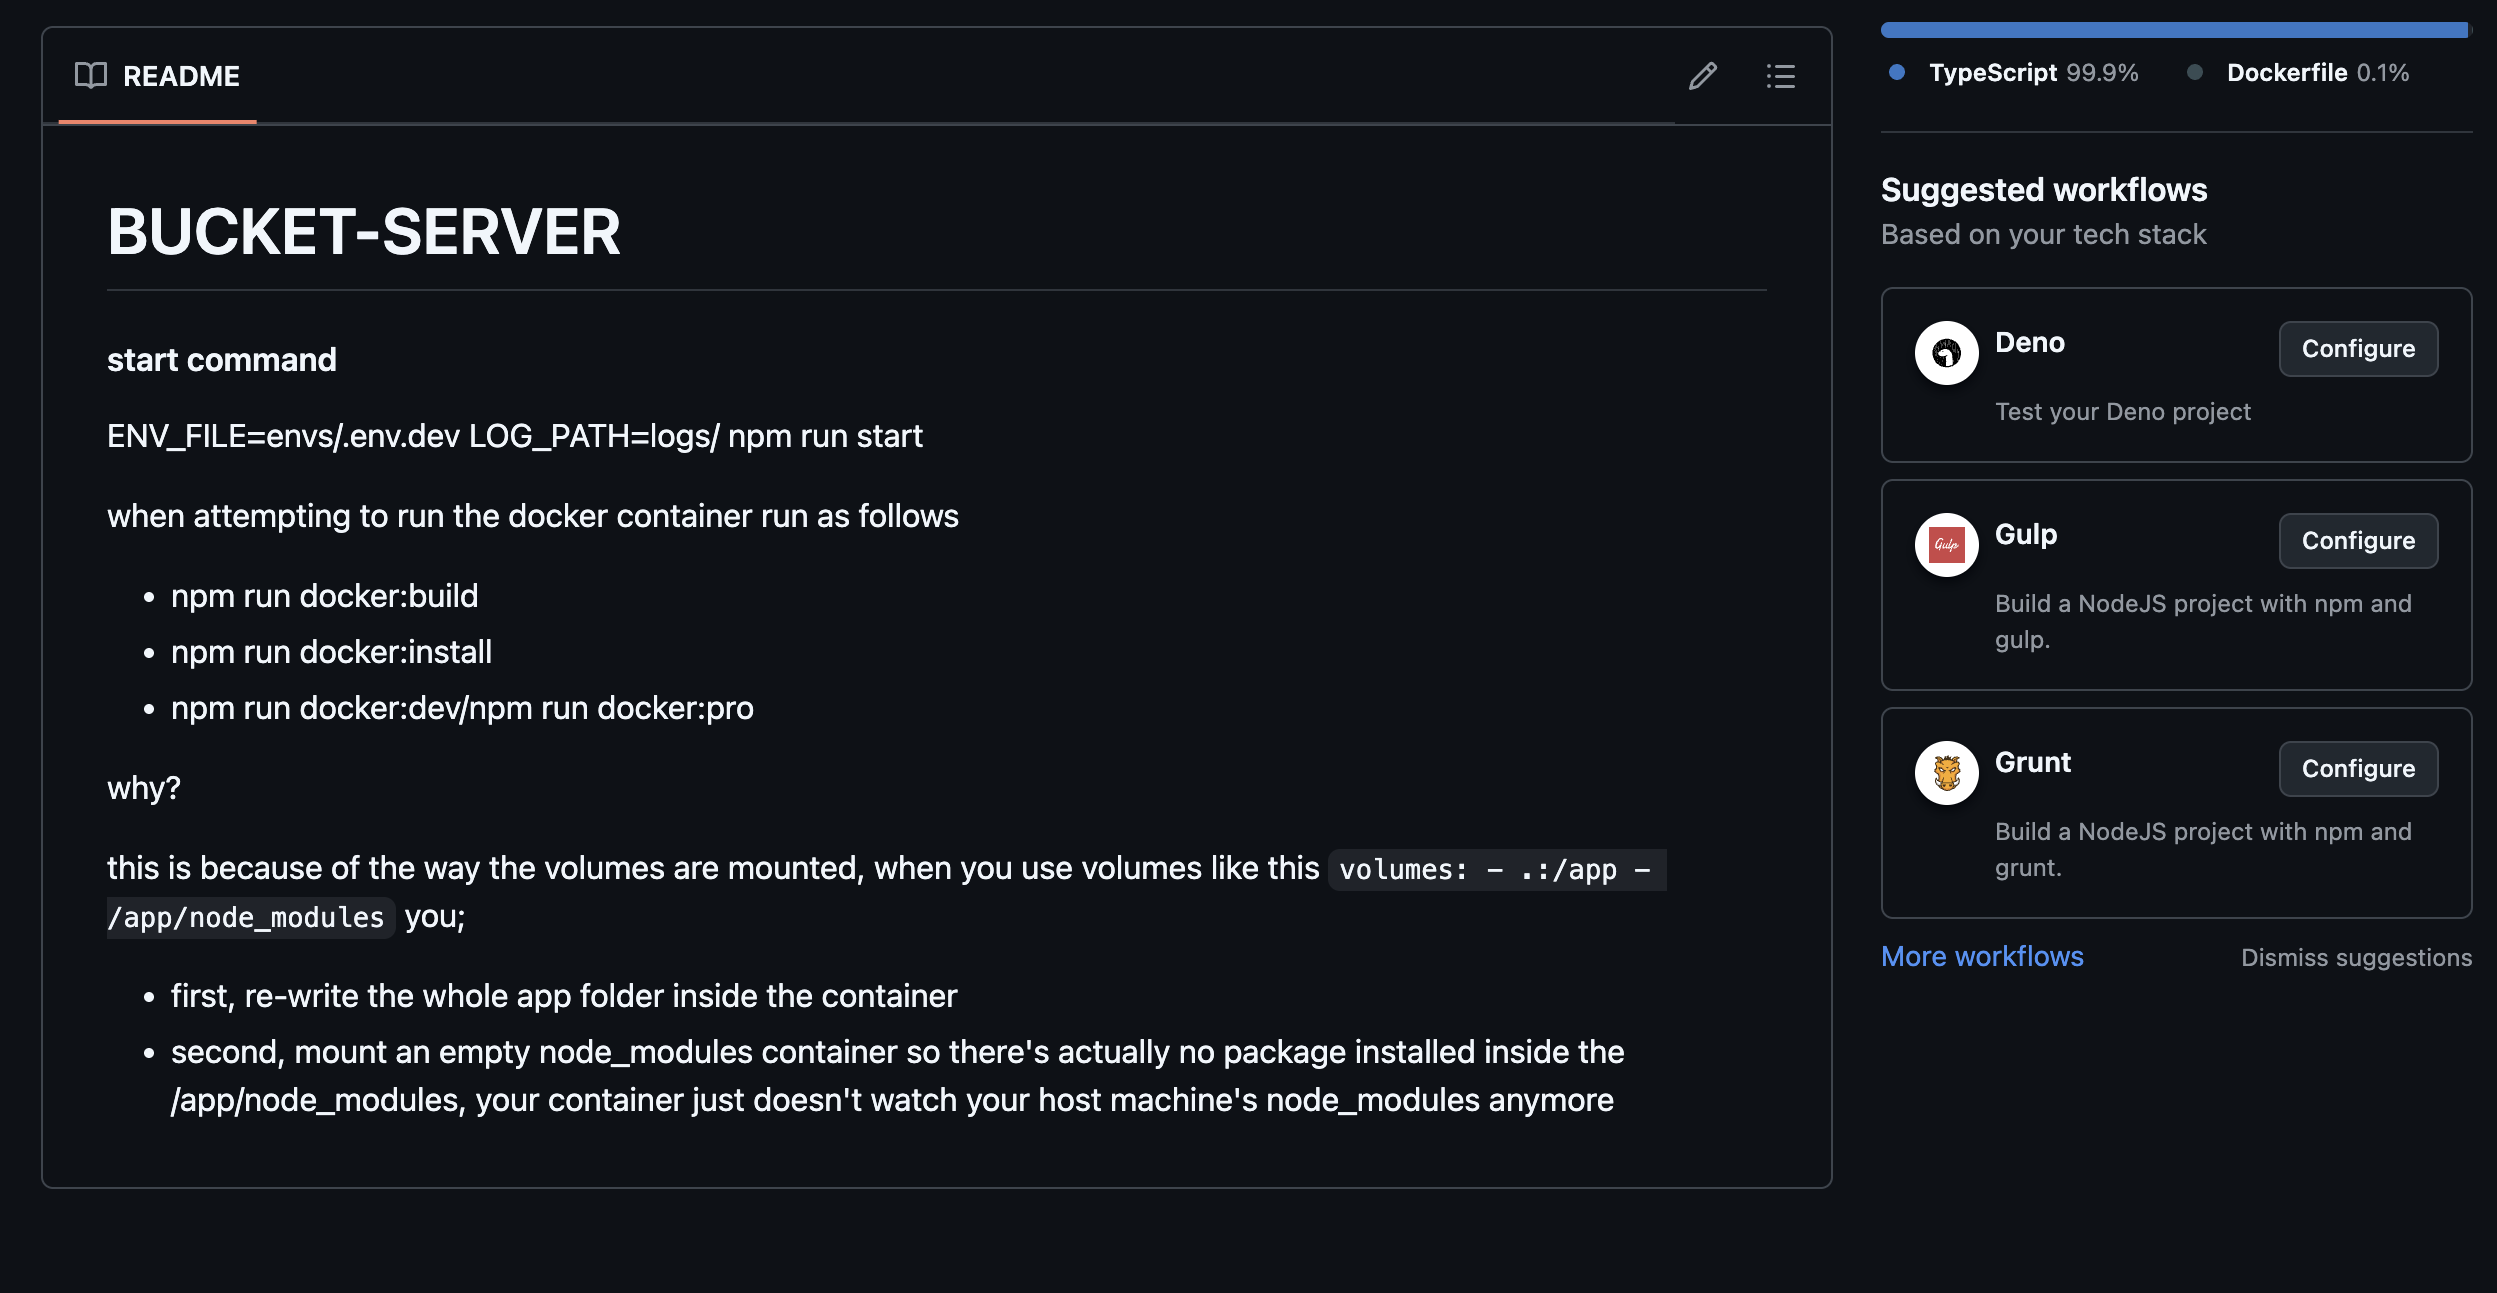 README
BUCKET-SERVER
start command
ENV_FILE=envs/.env.dev LOG_PATH=logs/ npm run start
when attempting to run the docker container run as follows
• npm run docker:build
• npm run docker:install
• npm run docker:dev/npm run docker:pro
why?
this is because of the way the volumes are mounted, when you use volumes like this volumes: - .:/app -
/app/node_modules you;
• first, re-write the whole app folder inside the container
• second, mount an empty node_modules container so there's actually no package installed inside the
/app/node_modules, your container just doesn't watch your host machine's node_modules anymore
TypeScript 99.9% Dockerfile 0.1%
Suggested workflows
Based on your tech stack
Deno
Configure
Test your Deno project
Gulp
Gulp
Configure
Build a NodeJS project with npm and
gulp.
Grunt
Configure
Build a NodeJS project with npm and
grunt.
More workflows
Dismiss suggestions